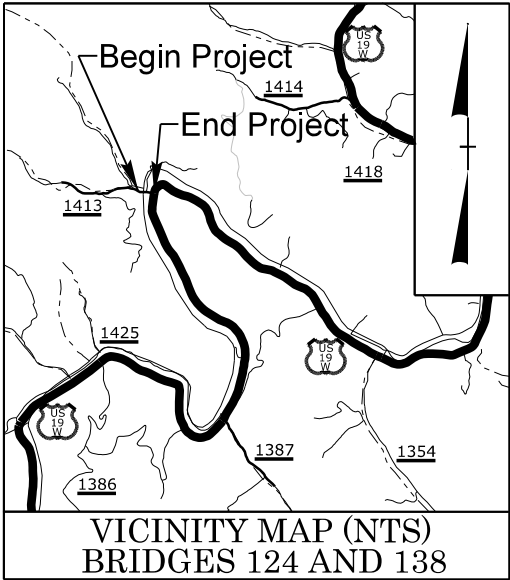 US
19
W
Begin Project
1414
End Project
1418
1413
1425
US
19
W
US
19
W
1387
1354
1386
VICINITY MAP (NTS)
BRIDGES 124 AND 138